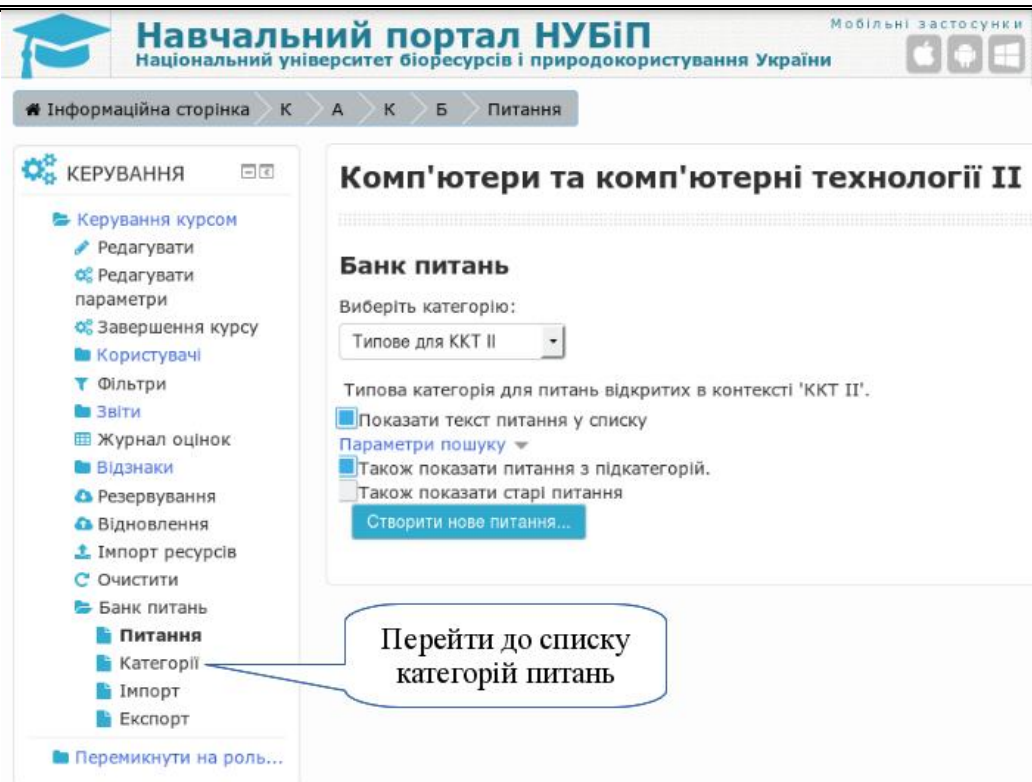 Навчальний портал НУБіП
Національний університет біоресурсів і природокористування України
Мобільні застосунки
Інформаційна сторінка К А К Б Питання
КЕРУВАННЯ
Керування курсом
Редагувати
Редагувати
параметри
Завершення курсу
Користувачі
Фільтри
Звіти
Журнал оцінок
Відзнаки
Резервування
Відновлення
Імпорт ресурсів
Очистити
Банк питань
Питання
Категорії
Імпорт
Експорт
Перемикнути на роль...
Комп'ютери та комп'ютерні технології II
Банк питань
Виберіть категорію:
Типове для ККТ II
Типова категорія для питань відкритих в контексті 'ККТ II'.
Показати текст питання у списку
Параметри пошуку
Також показати питання з підкатегорій.
Також показати старі питання
Створити нове питання...
Перейти до списку
категорій питань